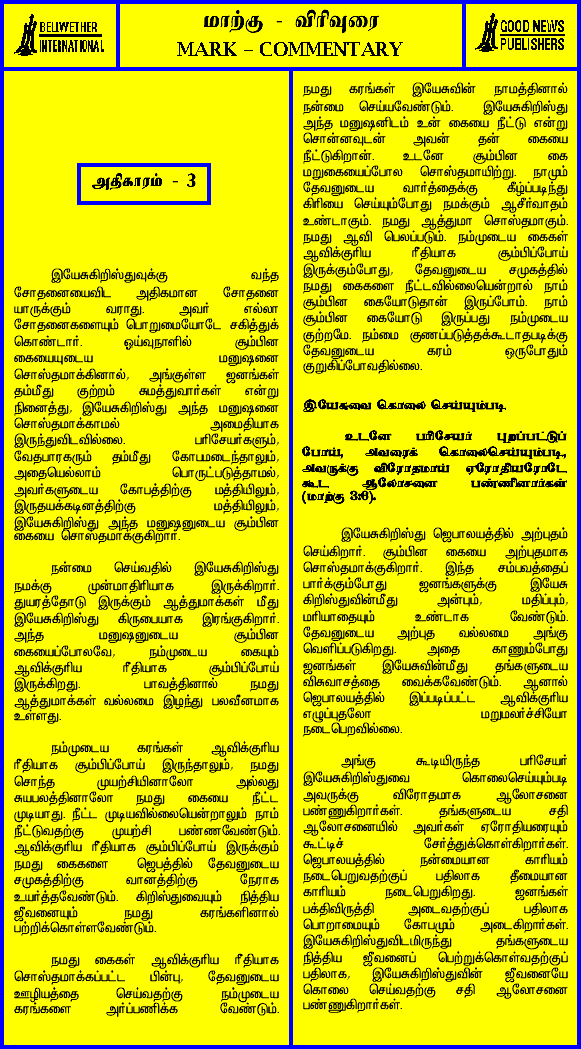 BELLWETHER
INTERNATIONAL
மாற்கு - விரிவுரை
MARK – COMMENTARY
GOOD NEWS
PUBLISHERS
அதிகாரம் - 3
இயேசுகிறிஸ்துவுக்கு வந்த
சோதனையைவிட அதிகமான சோதனை
யாருக்கும் வராது. அவர் எல்லா
சோதனைகளையும் பொறுமையோடே சகித்துக்
கொண்டார். ஓய்வுநாளில் சூம்பின
கையையுடைய மனுஷனை
சொஸ்தமாக்கினால், அங்குள்ள ஜனங்கள்
தம்மீது குற்றம் சுமத்துவார்கள் என்று
நினைத்து, இயேசுகிறிஸ்து அந்த மனுஷனை
சொஸ்தமாக்காமல் அமைதியாக
இருந்துவிடவில்லை. பரிசேயர்களும்,
வேதபாரகரும் தம்மீது கோபமடைந்தாலும்,
அதையெல்லாம் பொருட்படுத்தாமல்,
அவர்களுடைய கோபத்திற்கு மத்தியிலும்,
இருதயக்கடினத்திற்கு மத்தியிலும்,
இயேசுகிறிஸ்து அந்த மனுஷனுடைய சூம்பின
கையை சொஸ்தமாக்குகிறார்.
நன்மை செய்வதில் இயேசுகிறிஸ்து
நமக்கு முன்மாதிரியாக இருக்கிறார்.
துயரத்தோடு இருக்கும் ஆத்துமாக்கள் மீது
இயேசுகிறிஸ்து கிருபையாக இரங்குகிறார்.
அந்த மனுஷனுடைய சூம்பின
கையைப்போலவே, நம்முடைய கையும்
ஆவிக்குரிய ரீதியாக சூம்பிப்போய்
இருக்கிறது. பாவத்தினால் நமது
ஆத்துமாக்கள் வல்லமை இழந்து பலவீனமாக
உள்ளது.
நம்முடைய கரங்கள் ஆவிக்குரிய
ரீதியாக சூம்பிப்போய் இருந்தாலும், நமது
சொந்த முயற்சியினாலோ அல்லது
சுயபலத்தினாலோ நமது கையை நீட்ட
முடியாது. நீட்ட முடியவில்லையென்றாலும் நாம்
நீட்டுவதற்கு முயற்சி பண்ணவேண்டும்.
ஆவிக்குரிய ரீதியாக சூம்பிப்போய் இருக்கும்
நமது கைகளை ஜெபத்தில் தேவனுடைய
சமுகத்திற்கு வானத்திற்கு நேராக
உயர்த்தவேண்டும். கிறிஸ்துவையும் நித்திய
ஜீவனையும் நமது கரங்களினால்
பற்றிக்கொள்ளவேண்டும்.
நமது கைகள் ஆவிக்குரிய ரீதியாக
சொஸ்தமாக்கப்பட்ட பின்பு, தேவனுடைய
ஊழியத்தை செய்வதற்கு நம்முடைய
கரங்களை அர்ப்பணிக்க வேண்டும்.
நமது கரங்கள் இயேசுவின் நாமத்தினால்
நன்மை செய்யவேண்டும். இயேசுகிறிஸ்து
அந்த மனுஷனிடம் உன் கையை நீட்டு என்று
சொன்னவுடன் அவன் தன் கையை
நீட்டுகிறான். உடனே சூம்பின கை
மறுகையைப்போல சொஸ்தமாயிற்று. நாமும்
தேவனுடைய வார்த்தைக்கு கீழ்ப்படிந்து
கிரியை செய்யும்போது நமக்கும் ஆசீர்வாதம்
உண்டாகும். நமது ஆத்துமா சொஸ்தமாகும்.
நமது ஆவி பெலப்படும். நம்முடைய கைகள்
ஆவிக்குரிய ரீதியாக சூம்பிப்போய்
இருக்கும்போது, தேவனுடைய சமுகத்தில்
நமது கைகளை நீட்டவில்லையென்றால் நாம்
சூம்பின கையோடுதான் இருப்போம். நாம்
சூம்பின கையோடு இருப்பது நம்முடைய
குற்றமே. நம்மை குணப்படுத்தக்கூடாதபடிக்கு
தேவனுடைய கரம் ஒருபோதும்
குறுகிப்போவதில்லை.
இயேசுவை கொலை செய்யும்படி.
உடனே பரிசேயர் புறப்பட்டுப்
போய், அவரைக் கொலைசெய்யும்படி,
அவருக்கு விரோதமாய் ஏரோதியரோடே
கூட ஆலோசனை பண்ணினார்கள்
(மாற்கு 3:6).
இயேசுகிறிஸ்து ஜெபாலயத்தில் அற்புதம்
செய்கிறார். சூம்பின கையை அற்புதமாக
சொஸ்தமாக்குகிறார். இந்த சம்பவத்தைப்
பார்க்கும்போது ஜனங்களுக்கு இயேசு
கிறிஸ்துவின்மீது அன்பும், மதிப்பும்,
மரியாதையும் உண்டாக வேண்டும்.
தேவனுடைய அற்புத வல்லமை அங்கு
வெளிப்படுகிறது. அதை காணும்போது
ஜனங்கள் இயேசுவின்மீது தங்களுடைய
விசுவாசத்தை வைக்கவேண்டும். ஆனால்
ஜெபாலயத்தில் இப்படிப்பட்ட ஆவிக்குரிய
எழுப்புதலோ மறுமலர்ச்சியோ
நடைபெறவில்லை.
அங்கு கூடியிருந்த பரிசேயர்
இயேசுகிறிஸ்துவை கொலைசெய்யும்படி
அவருக்கு விரோதமாக ஆலோசனை
பண்ணுகிறார்கள். தங்களுடைய சதி
ஆலோசனையில் அவர்கள் ஏரோதியரையும்
கூட்டிச் சேர்த்துக்கொள்கிறார்கள்.
ஜெபாலயத்தில் நன்மையான காரியம்
நடைபெறுவதற்குப் பதிலாக தீமையான
காரியம் நடைபெறுகிறது. ஜனங்கள்
பக்திவிருத்தி அடைவதற்குப் பதிலாக
பொறாமையும் கோபமும் அடைகிறார்கள்.
இயேசுகிறிஸ்துவிடமிருந்து தங்களுடைய
நித்திய ஜீவனைப் பெற்றுக்கொள்வதற்குப்
பதிலாக, இயேசுகிறிஸ்துவின் ஜீவனையே
கொலை செய்வதற்கு சதி ஆலோசனை
பண்ணுகிறார்கள்.